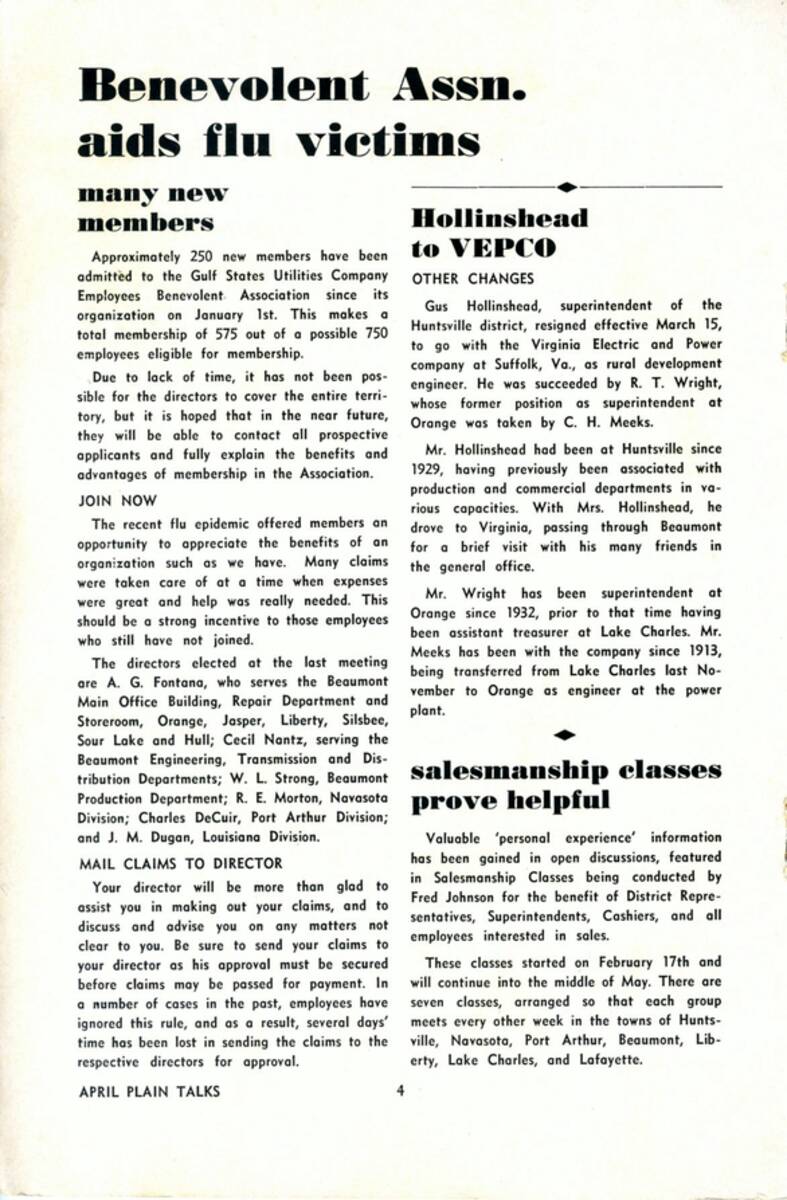 Benevolent Assn.
aids flu victims
many new
members
Approximately 250 new members have been
admitted to the Gulf States Utilities Company
Employees Benevolent Association since its
organization on January 1st. This makes a
total membership of 575 out of a possible 750
employees eligible for membership.
Due to lack of time, it has not been pos-
sible for the directors to cover the entire terri-
tory, but it is hoped that in the near future,
they will be able to contact all prospective
applicants and fully explain the benefits and
advantages of membership in the Association.
JOIN NOW
The recent flu epidemic offered members an
opportunity to appreciate the benefits of an
organization such as we have. Many claims
were taken care of at a time when expenses
were great and help was really needed. This
should be a strong incentive to those employees
who still have not joined.
The directors elected at the last meeting
are A. G. Fontana, who serves the Beaumont
Main Office Building, Repair Department and
Storeroom, Orange, Jasper, Liberty, Silsbee,
Sour Lake and Hull; Cecil Nantz, serving the
Beaumont Engineering, Transmission and Dis-
tribution Departments; W. L. Strong, Beaumont
Production Department; R. E. Morton, Navasota
Division; Charles DeCuir, Port Arthur Division;
and J. M. Dugan, Louisiana Division.
MAIL CLAIMS TO DIRECTOR
Your director will be more than glad to
assist you in making out your claims, and to
discuss and advise you on any matters not
clear to you. Be sure to send your claims to
your director as his approval must be secured
before claims may be passed for payment. In
a number of cases in the past, employees have
ignored this rule, and as a result, several days'
time has been lost in sending the claims to the
respective directors for approval.
Hollinshead
to VEPCO
OTHER CHANGES
Gus Hollinshead, superintendent of the
Huntsville district, resigned effective March 15,
to go with the Virginia Electric and Power
company at Suffolk, Va., as rural development
engineer. He was succeeded by R. T. Wright,
whose former position as superintendent at
Orange was taken by C. H. Meeks.
Mr. Hollinshead had been at Huntsville since
1929, having previously been associated with
production and commercial departments in va-
rious capacities. With Mrs. Hollinshead, he
drove to Virginia, passing through Beaumont
for a brief visit with his many friends in
the general office.
Mr. Wright has been superintendent at
Orange since 1932, prior to that time having
been assistant treasurer at Lake Charles. Mr.
Meeks has been with the company since 1913,
being transferred from Lake Charles last No-
vember to Orange as engineer at the power
plant.
salesmanship classes
prove helpful
Valuable 'personal experience' information
has been gained in open discussions, featured
in Salesmanship Classes being conducted by
Fred Johnson for the benefit of District Repre-
sentatives, Superintendents, Cashiers, and all
employees interested in sales.
These classes started on February 17th and
will continue into the middle of May. There are
seven classes, arranged so that each group
meets every other week in the towns of Hunts-
ville, Navasota, Port Arthur, Beaumont, Lib-
erty, Lake Charles, and Lafayette.
APRIL PLAIN TALKS
4